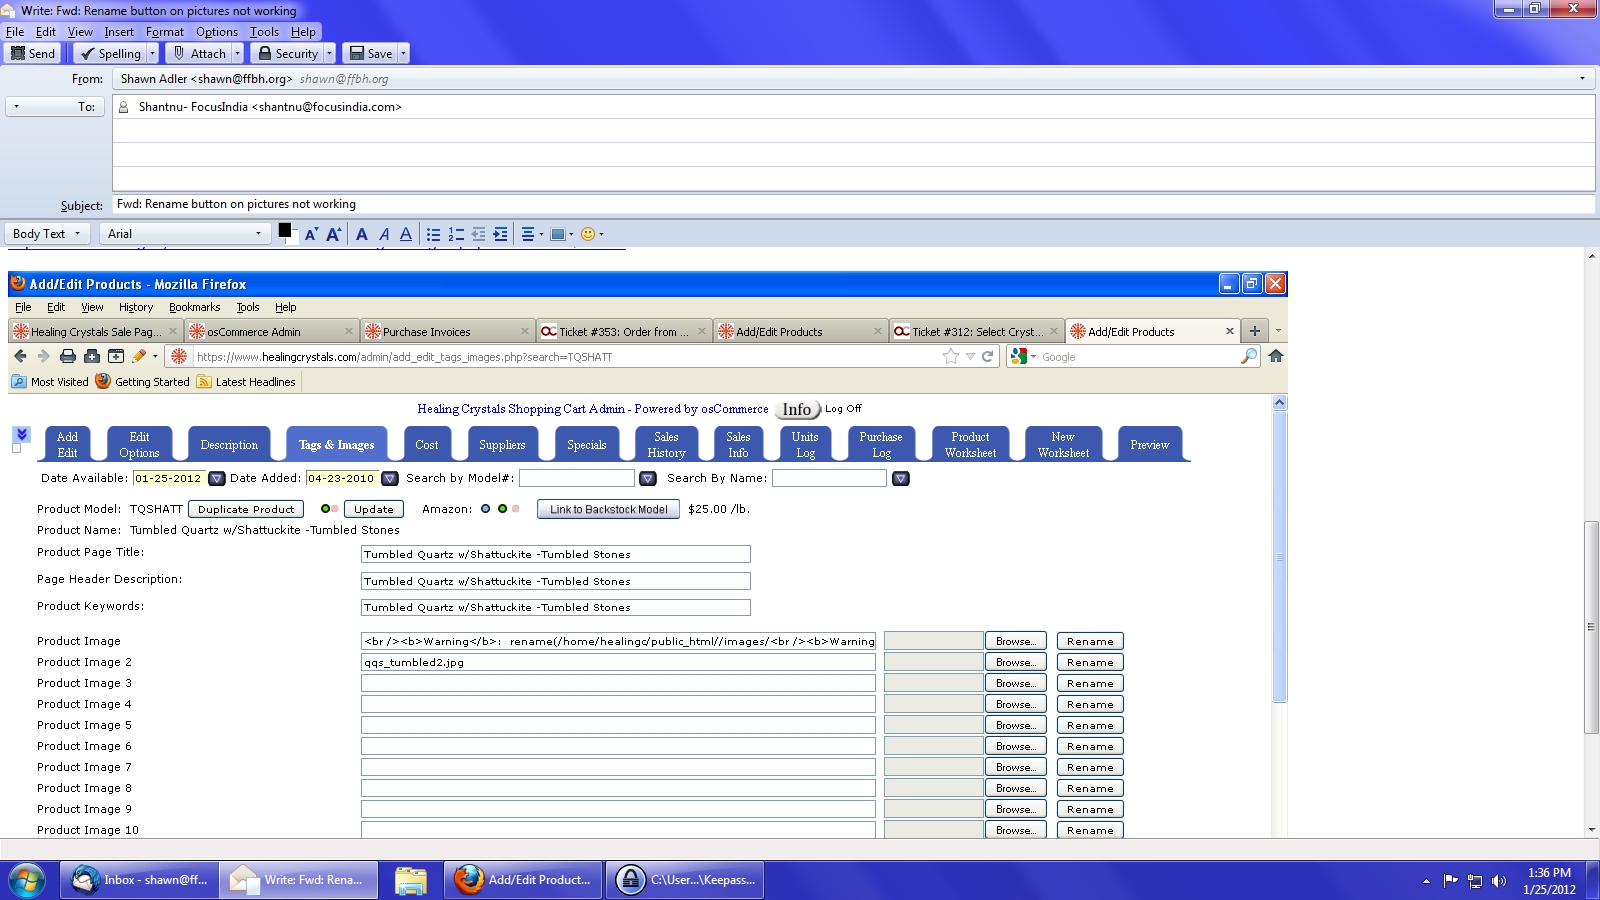 Write: Fwd: Rename button on pictures not working
File Edit View Insert Format Options Tools Help
Send Spelling Attach Security Save
From: Shawn Adler <shawn@ffbh.org> shawn@ffbh.org
To: Shantnu- FocusIndia <shantnu@focusindia.com>
Subject: Fwd: Rename button on pictures not working
Body Text Arial
Add/Edit Products - Mozilla Firefox
File Edit View History Bookmarks Tools Help
Healing Crystals Sale Pag... osCommerce Admin Purchase Invoices Ticket #353: Order from ... Add/Edit Products Ticket #312: Select Cryst... Add/Edit Products
https://www.healingcrystals.com/admin/add_edit_tags_images.php?search=TQSHATT Google
Most Visited Getting Started Latest Headlines
Healing Crystals Shopping Cart Admin - Powered by osCommerce Info Log Off
Add Edit Edit Options Description Tags & Images Cost Suppliers Specials Sales History Sales Info Units Log Purchase Log Product Worksheet New Worksheet Preview
Date Available: 01-25-2012 Date Added: 04-23-2010 Search by Model#: Search By Name:
Product Model: TQSHATT Duplicate Product Update Amazon: Link to Backstock Model $25.00 /lb.
Product Name: Tumbled Quartz w/Shattuckite -Tumbled Stones
Product Page Title: Tumbled Quartz w/Shattuckite -Tumbled Stones
Page Header Description: Tumbled Quartz w/Shattuckite -Tumbled Stones
Product Keywords: Tumbled Quartz w/Shattuckite -Tumbled Stones
Product Image <br /><b>Warning</b>: rename(/home/healingc/public_html//images/<br /><b>Warning Browse... Rename
Product Image 2 qqs_tumbled2.jpg Browse... Rename
Product Image 3 Browse... Rename
Product Image 4 Browse... Rename
Product Image 5 Browse... Rename
Product Image 6 Browse... Rename
Product Image 7 Browse... Rename
Product Image 8 Browse... Rename
Product Image 9 Browse... Rename
Product Image 10 Browse... Rename
Inbox - shawn@ff... Write: Fwd: Rena... Add/Edit Product... C:\User...\Keepass... 1:36 PM
1/25/2012